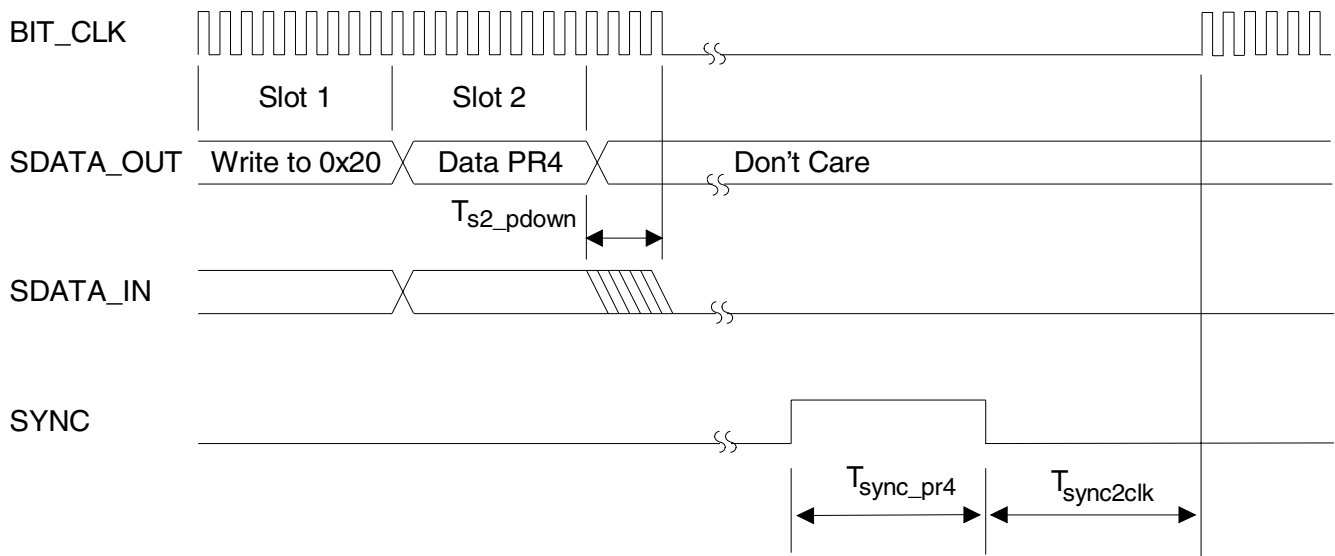 BIT_CLK
Slot 1 Slot 2
SDATA_OUT Write to 0x20 Data PR4 Don't Care
Ts2_pdown
SDATA_IN
SYNC
Tsync_pr4 Tsync2clk